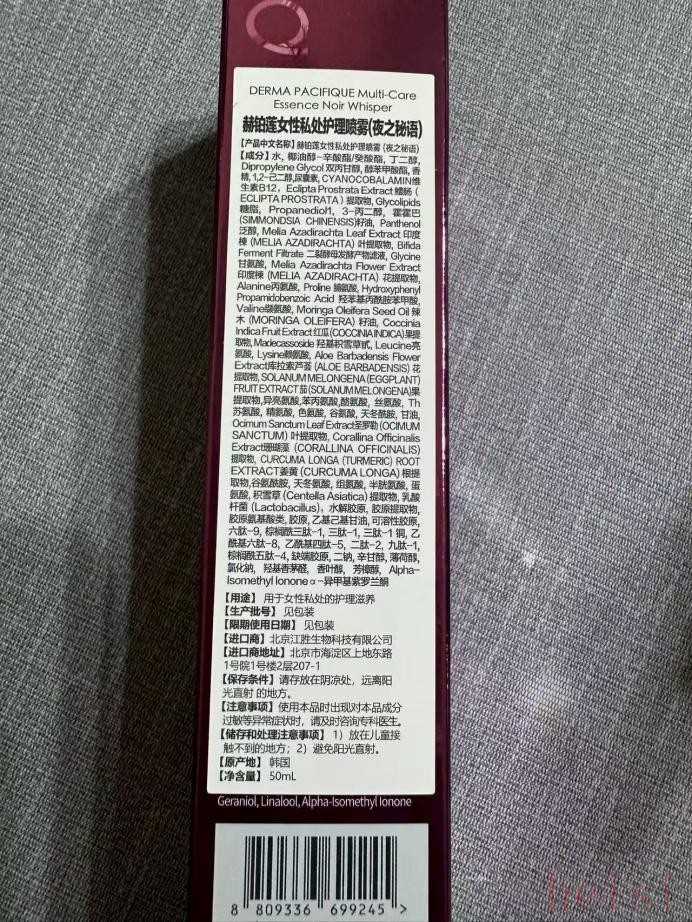 DERMA PACIFIQUE Multi-Care
Essence Noir Whisper
赫铂莲女性私处护理喷雾(夜之秘语)
【产品中文名称】赫铂莲女性私处护理喷雾 (夜之秘语)
【成分】水, 椰油醇-辛酸酯/癸酸酯, 丁二醇,
Dipropylene Glycol 双丙甘醇, 醇苯甲酸酯, 香
精, 1,2-己二醇,尿囊素, CYANOCOBALAMIN维
生素B12, Eclipta Prostrata Extract 鳢肠 (
ECLIPTA PROSTRATA ) 提取物, Glycolipids
糖脂, Propanediol1, 3-丙二醇, 霍霍巴
(SIMMONDSIA CHINENSIS)籽油, Panthenol
泛醇, Melia Azadirachta Leaf Extract 印度
楝 (MELIA AZADIRACHTA) 叶提取物, Bifida
Ferment Filtrate 二裂酵母发酵产物滤液, Glycine
甘氨酸, Melia Azadirachta Flower Extract
印度楝 (MELIA AZADIRACHTA) 花提取物,
Alanine丙氨酸, Proline 脯氨酸, Hydroxyphenyl
Propamidobenzoic Acid 羟苯基丙酰胺苯甲酸,
Valine缬氨酸, Moringa Oleifera Seed Oil 辣
木 (MORINGA OLEIFERA) 籽油, Coccinia
Indica Fruit Extract 红瓜(COCCINIA INDICA)果提
取物, Madecassoside 羟基积雪草甙, Leucine亮
氨酸, Lysine赖氨酸, Aloe Barbadensis Flower
Extract库拉索芦荟 (ALOE BARBADENSIS) 花
提取物, SOLANUM MELONGENA (EGGPLANT)
FRUIT EXTRACT 茄(SOLANUM MELONGENA)果
提取物,异亮氨酸,苯丙氨酸,酪氨酸, 丝氨酸, Th
苏氨酸, 精氨酸, 色氨酸, 谷氨酸, 天冬酰胺, 甘油,
Ocimum Sanctum Leaf Extract圣罗勒 (OCIMUM
SANCTUM) 叶提取物, Corallina Officinalis
Extract珊瑚藻 (CORALLINA OFFICINALIS)
提取物, CURCUMA LONGA (TURMERIC) ROOT
EXTRACT姜黄 (CURCUMA LONGA) 根提
取物,谷氨酰胺, 天冬氨酸, 组氨酸, 半胱氨酸, 蛋
氨酸, 积雪草 (Centella Asiatica) 提取物, 乳酸
杆菌 (Lactobacillus), 水解胶原, 胶原提取物,
胶原氨基酸类, 胶原, 乙基己基甘油, 可溶性胶原,
六肽-9, 棕榈酰三肽-1, 三肽-1, 三肽-1 铜, 乙
酰基六肽-8, 乙酰基四肽-5, 二肽-2, 九肽-1,
棕榈酰五肽-4, 缺端胶原, 二钠, 辛甘醇, 薄荷醇,
氯化钠, 羟基香茅醛, 香叶醇, 芳樟醇, Alpha-
Isomethyl Ionone α-异甲基紫罗兰酮
【用途】 用于女性私处的护理滋养
【生产批号】 见包装
【限期使用日期】 见包装
【进口商】北京江胜生物科技有限公司
【进口商地址】 北京市海淀区上地东路
1号院1号楼2层207-1
【保存条件】 请存放在阴凉处, 远离阳
光直射 的地方。
【注意事项】 使用本品时出现对本品成分
过敏等异常症状时, 请及时咨询专科医生。
【储存和处理注意事项】 1) 放在儿童接
触不到的地方; 2) 避免阳光直射。
【原产地】 韩国
【净含量】 50mL
Geraniol, Linalool, Alpha-Isomethyl Ionone
8 809336 699245 >